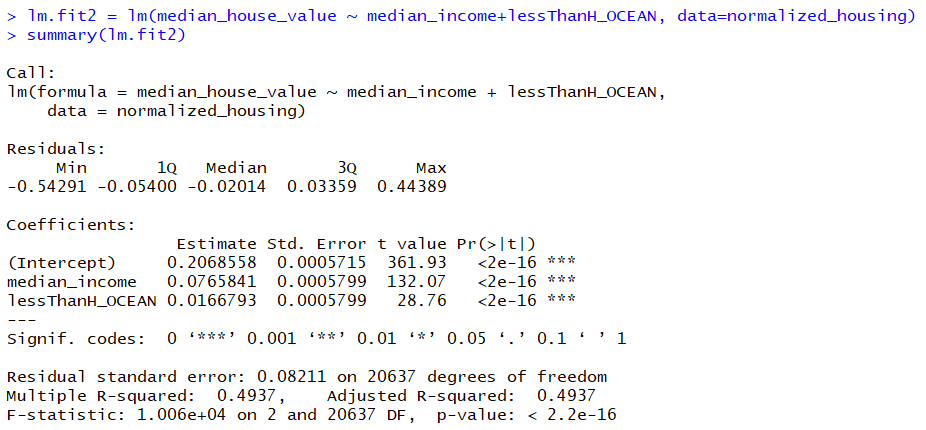 > lm.fit2 = lm(median_house_value ~ median_income+lessThanH_OCEAN, data=normalized_housing)
> summary(lm.fit2)
Call:
lm(formula = median_house_value ~ median_income + lessThanH_OCEAN,
    data = normalized_housing)
Residuals:
     Min       1Q   Median       3Q      Max
-0.54291 -0.05400 -0.02014  0.03359  0.44389
Coefficients:
                 Estimate Std. Error t value Pr(>|t|)
(Intercept)     0.2068558  0.0005715  361.93   <2e-16 ***
median_income   0.0765841  0.0005799  132.07   <2e-16 ***
lessThanH_OCEAN 0.0166793  0.0005799   28.76   <2e-16 ***
---
Signif. codes:  0 ‘***’ 0.001 ‘**’ 0.01 ‘*’ 0.05 ‘.’ 0.1 ‘ ’ 1
Residual standard error: 0.08211 on 20637 degrees of freedom
Multiple R-squared:  0.4937,    Adjusted R-squared:  0.4937
F-statistic: 1.006e+04 on 2 and 20637 DF,  p-value: < 2.2e-16